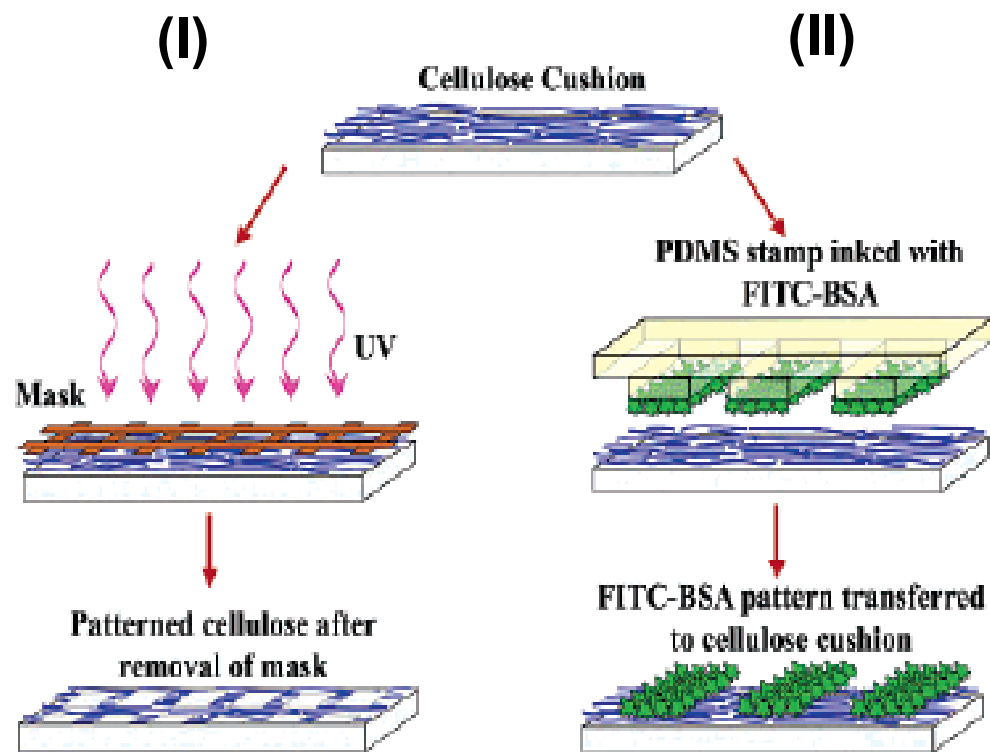 (I)
(II)
Cellulose Cushion
PDMS stamp inked with
FITC-BSA
UV
Mask
Patterned cellulose after
removal of mask
FITC-BSA pattern transferred
to cellulose cushion